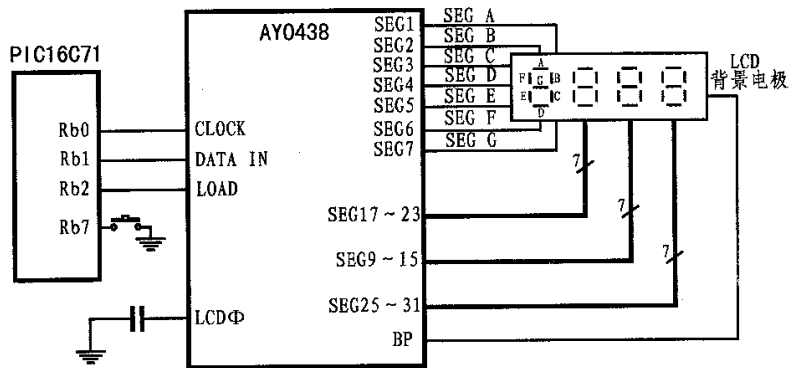 PIC16C71
Rb0
Rb1
Rb2
Rb7
AY0438
CLOCK
DATA IN
LOAD
LCDΦ
SEG1
SEG2
SEG3
SEG4
SEG5
SEG6
SEG7
SEG17~23
SEG9~15
SEG25~31
BP
SEG A
SEG B
SEG C
SEG D
SEG E
SEG F
SEG G
A
F G B
E C
D
LCD
背景电极
7
7
7